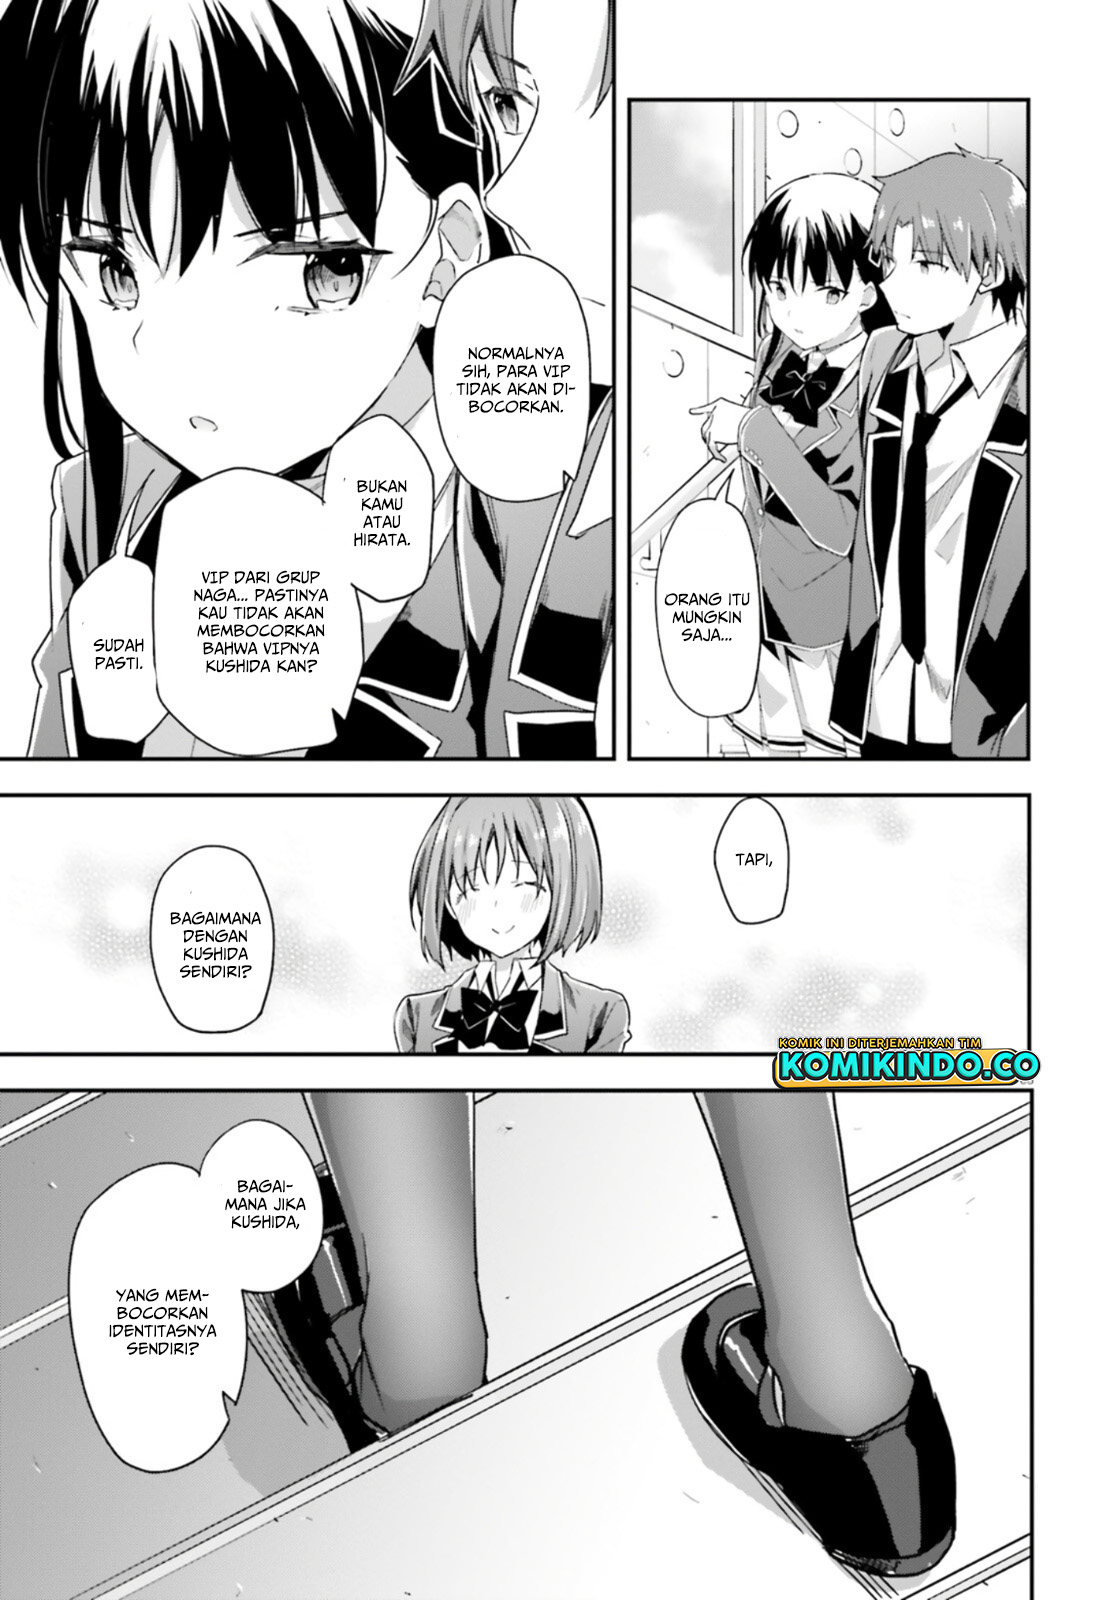 ORANG ITU
MUNGKIN
SAJA...
NORMALNYA
SIH, PARA VIP
TIDAK AKAN DI-
BOCORKAN.
BUKAN
KAMU
ATAU
HIRATA.
VIP DARI GRUP
NAGA... PASTINYA
KAU TIDAK AKAN
MEMBOCORKAN
BAHWA VIPNYA
KUSHIDA KAN?
SUDAH
PASTI.
TAPI,
BAGAIMANA
DENGAN
KUSHIDA
SENDIRI?
KOMIK INI DITERJEMAHKAN TIM
KOMIKINDO.CO
BAGAI-
MANA JIKA
KUSHIDA,
YANG MEM-
BOCORKAN
IDENTITASNYA
SENDIRI?